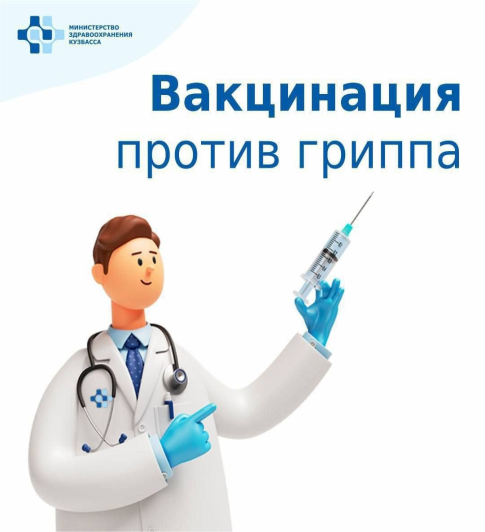 МИНИСТЕРСТВО
ЗДРАВООХРАНЕНИЯ
КУЗБАССА
Вакцинация
против гриппа